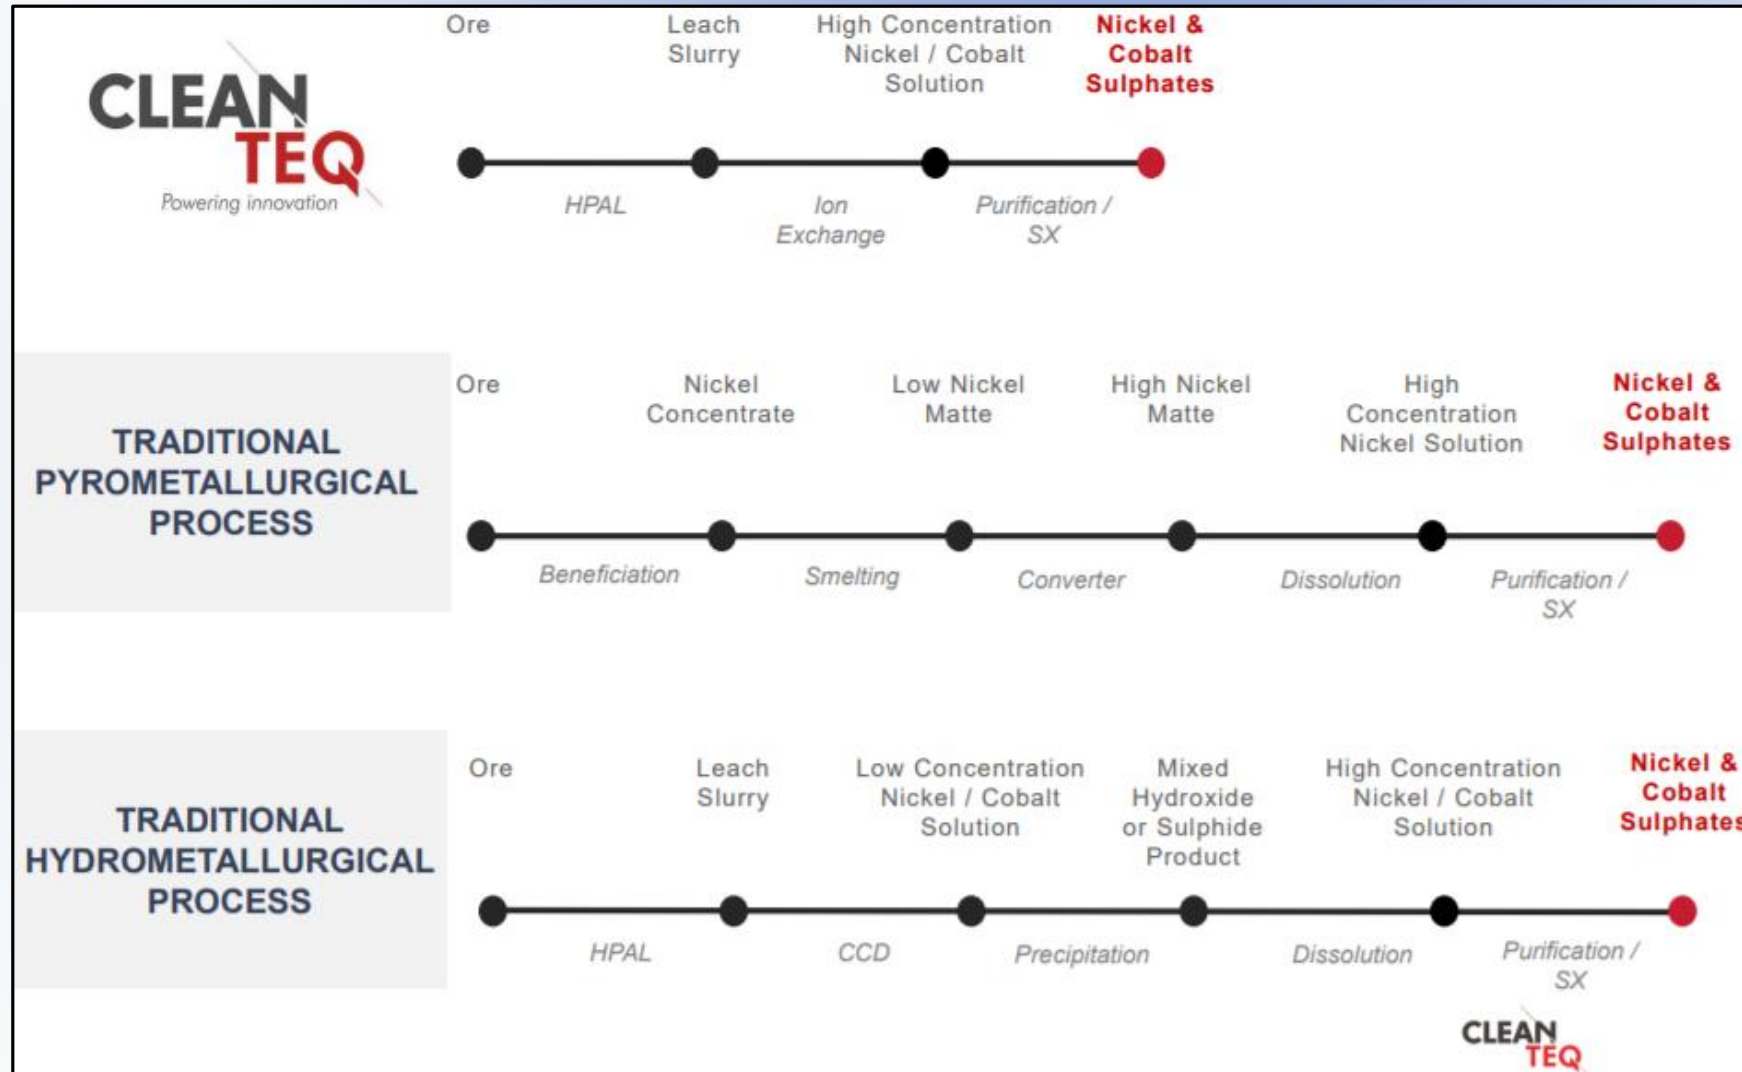 CLEAN
TEQ
Powering innovation
Ore
Leach
Slurry
High Concentration
Nickel / Cobalt
Solution
Nickel &
Cobalt
Sulphates
HPAL
Ion
Exchange
Purification /
SX
TRADITIONAL
PYROMETALLURGICAL
PROCESS
Ore
Nickel
Concentrate
Low Nickel
Matte
High Nickel
Matte
High
Concentration
Nickel Solution
Nickel &
Cobalt
Sulphates
Beneficiation
Smelting
Converter
Dissolution
Purification /
SX
TRADITIONAL
HYDROMETALLURGICAL
PROCESS
Ore
Leach
Slurry
Low Concentration
Nickel / Cobalt
Solution
Mixed
Hydroxide
or Sulphide
Product
High Concentration
Nickel / Cobalt
Solution
Nickel &
Cobalt
Sulphates
HPAL
CCD
Precipitation
Dissolution
Purification /
SX
CLEAN
TEQ